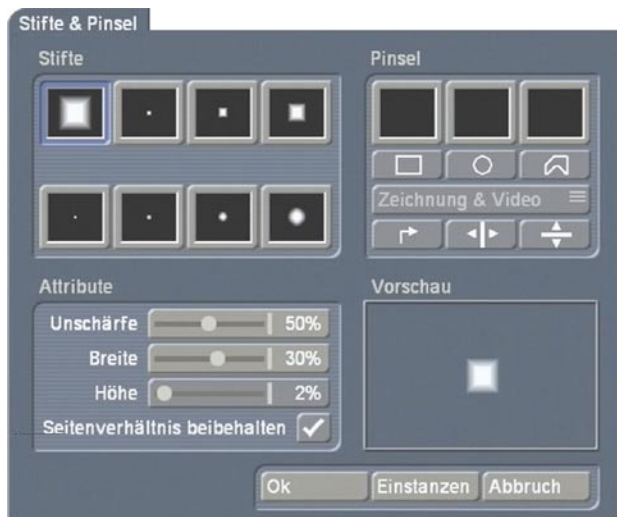 Stifte & Pinsel
Stifte
Pinsel
Zeichnung & Video
Attribute
Unschärfe 50%
Breite 30%
Höhe 2%
Seitenverhältnis beibehalten
Vorschau
Ok
Einstanzen
Abbruch